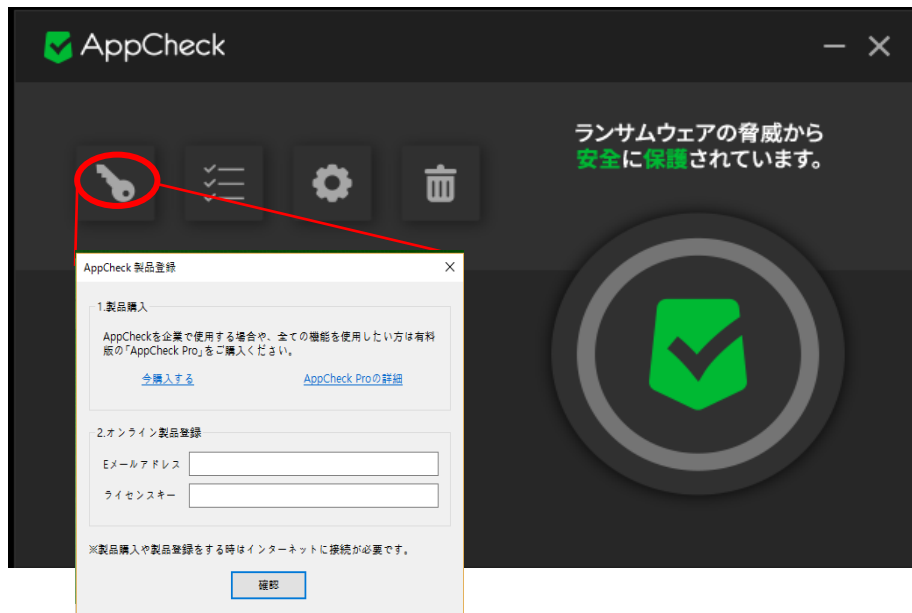 AppCheck
ランサムウェアの脅威から
安全に保護されています。
AppCheck 製品登録
1.製品購入
AppCheckを企業で使用する場合や、全ての機能を使用したい方は有料
版の「AppCheck Pro」をご購入ください。
今購入する
AppCheck Proの詳細
2.オンライン製品登録
Eメールアドレス
ライセンスキー
※製品購入や製品登録をする時はインターネットに接続が必要です。
確認